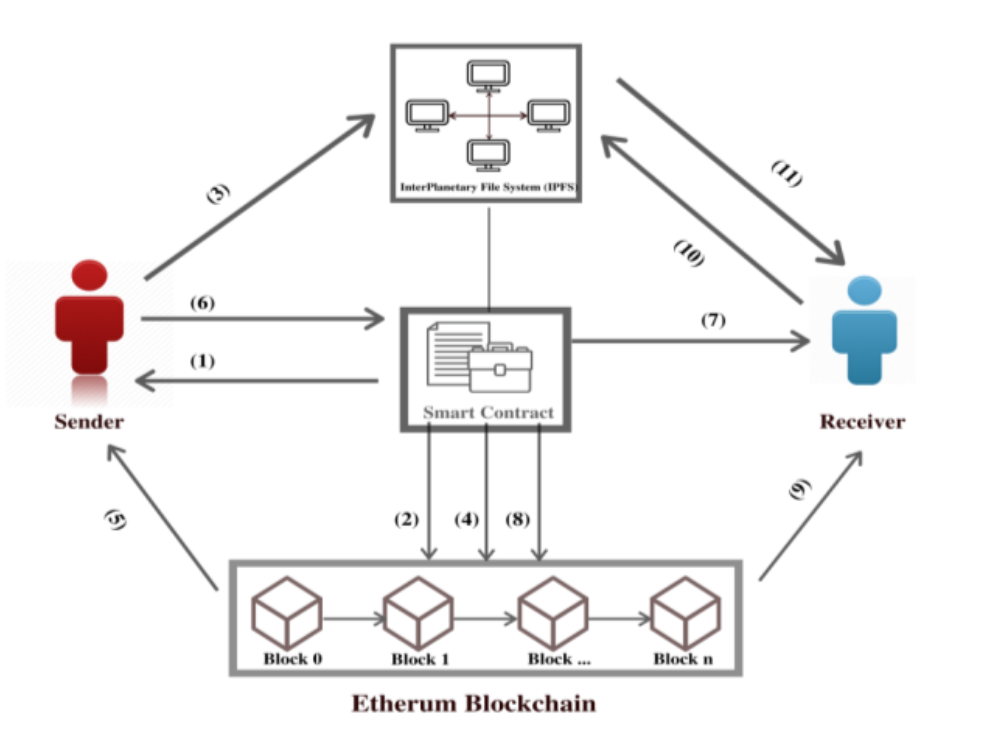 InterPlanetary File System (IPFS)
(3)
(11)
(10)
(6)
(7)
(1)
Smart Contract
Sender
Receiver
(5)
(2)
(4)
(8)
(9)
Block 0
Block 1
Block ...
Block n
Etherum Blockchain